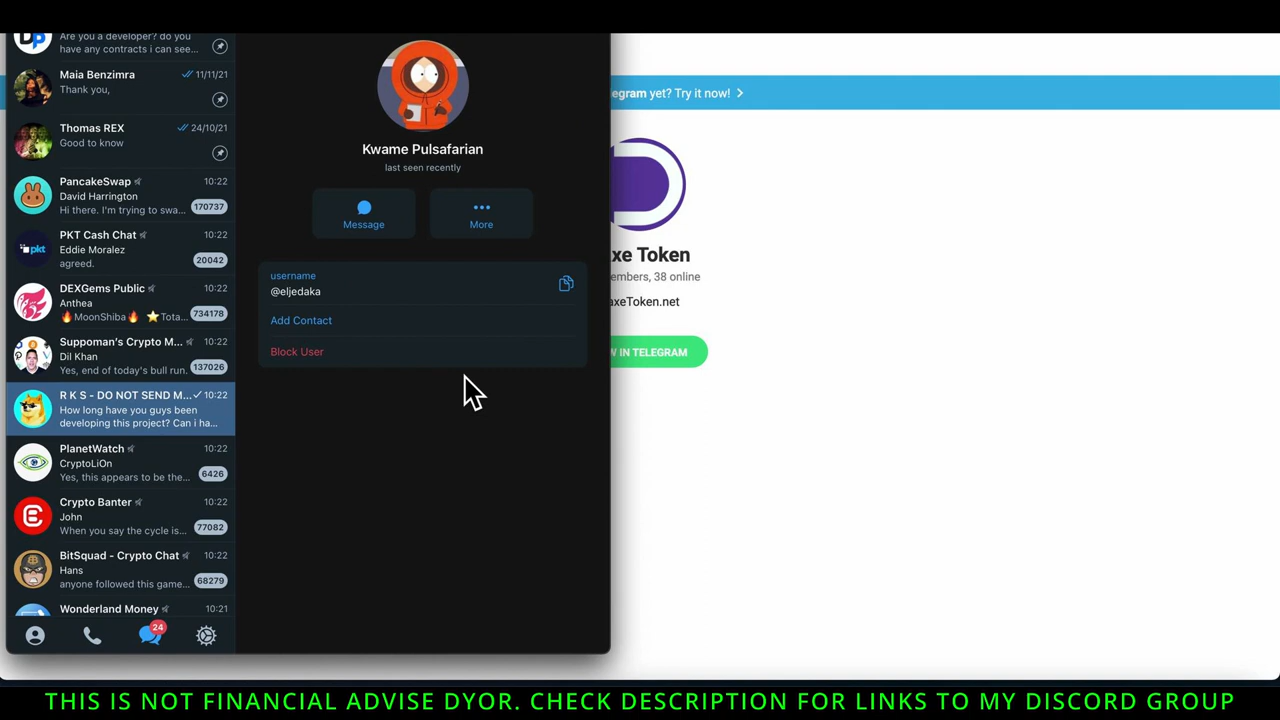 Are you a developer? do you
have any contracts i can see...
Maia Benzimra
11/11/21
Thank you,
Thomas REX
24/10/21
Good to know
PancakeSwap
10:22
David Harrington
Hi there. I'm trying to swa...
170737
PKT Cash Chat
10:22
Eddie Moralez
agreed.
20042
pkt
DEXGems Public
10:22
Anthea
🔥MoonShiba🔥 ⭐Tota...
734178
Suppoman's Crypto M...
10:22
Dil Khan
Yes, end of today's bull run.
137026
R K S - DO NOT SEND M...
10:22
How long have you guys been
developing this project? Can i ha...
PlanetWatch
10:22
CryptoLiOn
Yes, this appears to be the...
6426
Crypto Banter
10:22
John
When you say the cycle is...
77082
BitSquad - Crypto Chat
10:22
Hans
anyone followed this game...
68279
Wonderland Money
10:21
24
Kwame Pulsafarian
last seen recently
Message
More
username
@eljedaka
Add Contact
Block User
egram yet? Try it now!
xe Token
embers, 38 online
axeToken.net
W IN TELEGRAM
THIS IS NOT FINANCIAL ADVISE DYOR. CHECK DESCRIPTION FOR LINKS TO MY DISCORD GROUP